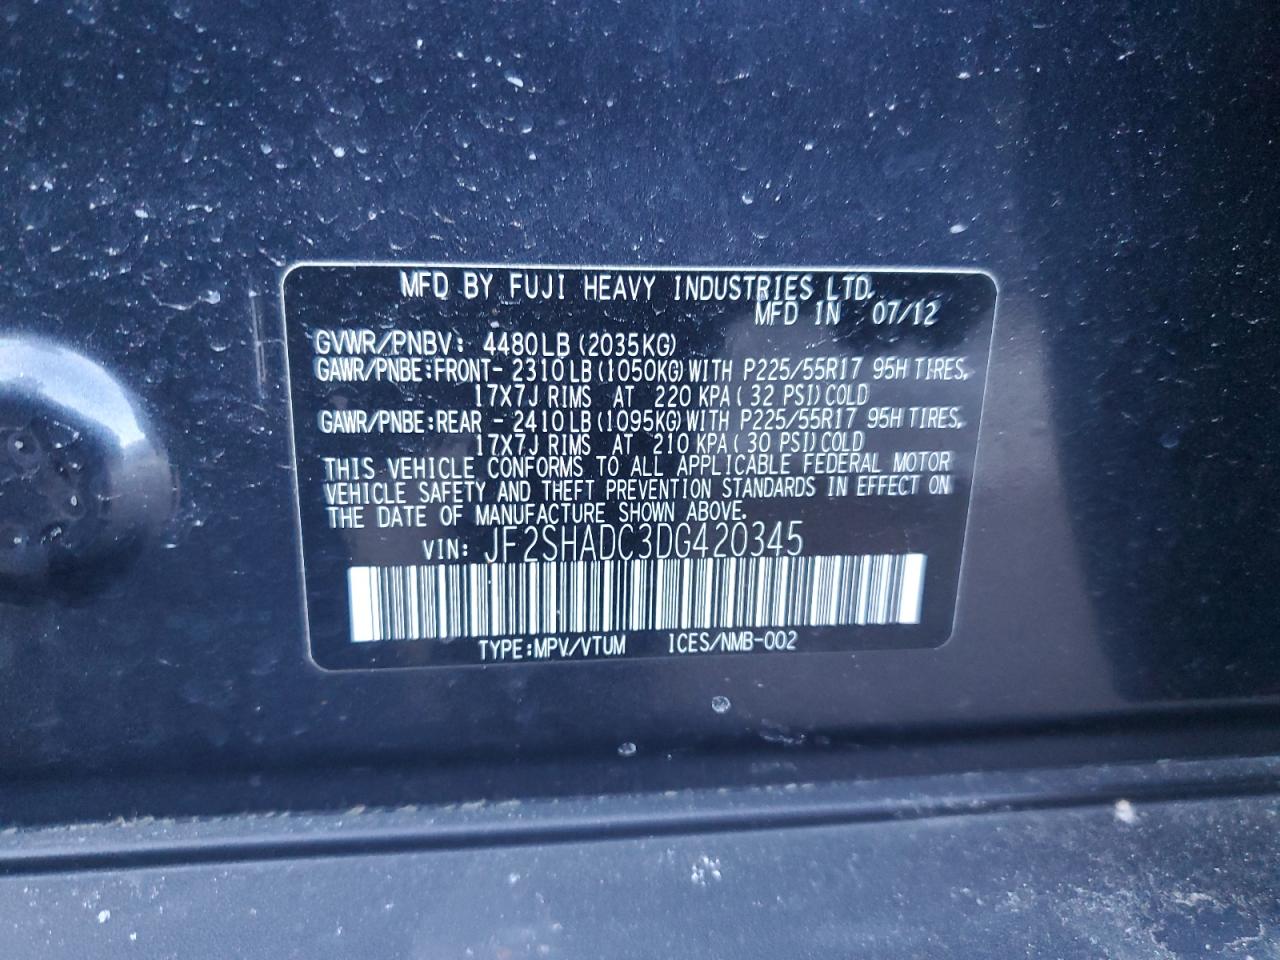 MFD BY FUJI HEAVY INDUSTRIES LTD.
MFD IN 07/12
GVWR/PNBV: 4480LB (2035KG)
GAWR/PNBE:FRONT- 2310LB (1050KG) WITH P225/55R17 95H TIRES,
17X7J RIMS AT 220 KPA ( 32 PSI) COLD
GAWR/PNBE:REAR - 2410LB (1095KG) WITH P225/55R17 95H TIRES,
17X7J RIMS AT 210 KPA ( 30 PSI) COLD
THIS VEHICLE CONFORMS TO ALL APPLICABLE FEDERAL MOTOR
VEHICLE SAFETY AND THEFT PREVENTION STANDARDS IN EFFECT ON
THE DATE OF MANUFACTURE SHOWN ABOVE.
VIN: JF2SHADC3DG420345
TYPE:MPV/VTUM ICES/NMB-002